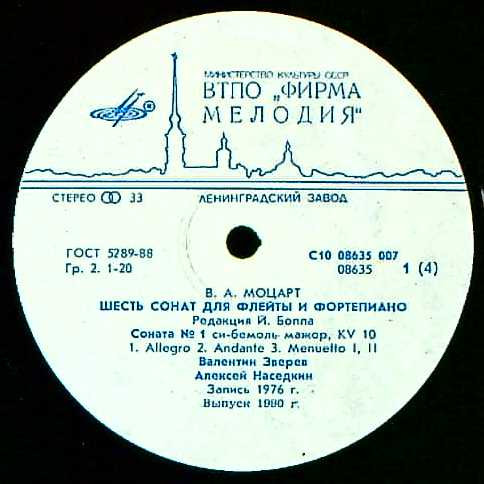 МИНИСТЕРСТВО КУЛЬТУРЫ СССР
ВТПО „ФИРМА
МЕЛОДИЯ“
СТЕРЕО 33
ЛЕНИНГРАДСКИЙ ЗАВОД
ГОСТ 5289-88
Гр. 2. 1-20
С10 08635 007
08635 1 (4)
В. А. МОЦАРТ
ШЕСТЬ СОНАТ ДЛЯ ФЛЕЙТЫ И ФОРТЕПИАНО
Редакция Й. Боппа
Соната № 1 си-бемоль мажор, KV 10
1. Allegro 2. Andante 3. Menuetto I, II
Валентин Зверев
Алексей Наседкин
Запись 1976 г.
Выпуск 1990 г.